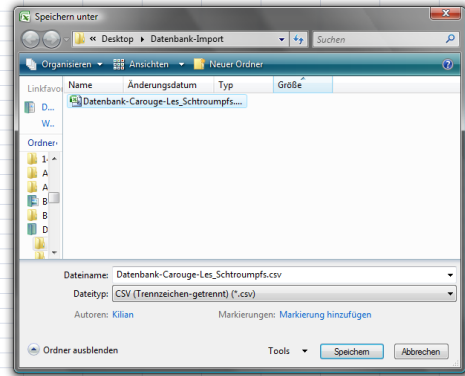 Speichern unter
« Desktop Datenbank-Import
Suchen
Organisieren Ansichten Neuer Ordner
Linkfavor Name Änderungsdatum Typ Größe
D... Datenbank-Carouge-Les_Schtroumpfs....
W...
Ordner
1-
A
A
B
B
D
Dateiname: Datenbank-Carouge-Les_Schtroumpfs.csv
Dateityp: CSV (Trennzeichen-getrennt) (*.csv)
Autoren: Kilian Markierungen: Markierung hinzufügen
Ordner ausblenden Tools Speichern Abbrechen